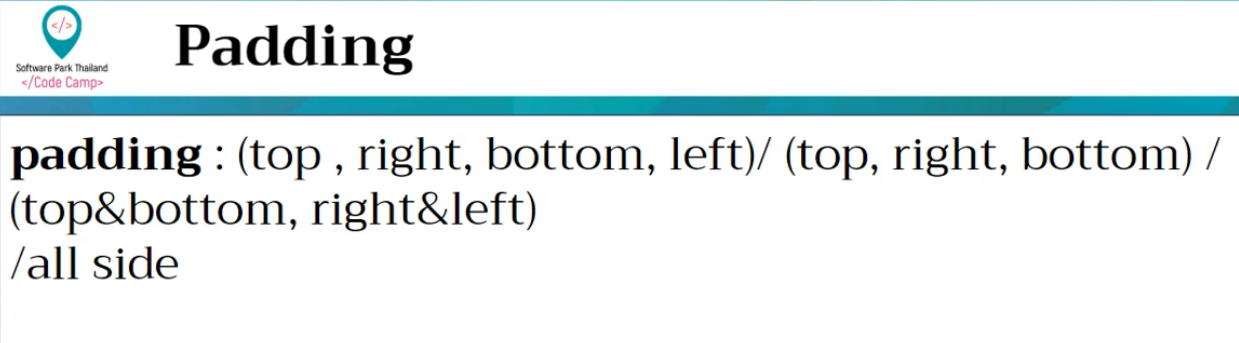 </>
Software Park Thailand
</Code Camp>
Padding
padding : (top , right, bottom, left)/ (top, right, bottom) /
(top&bottom, right&left)
/all side